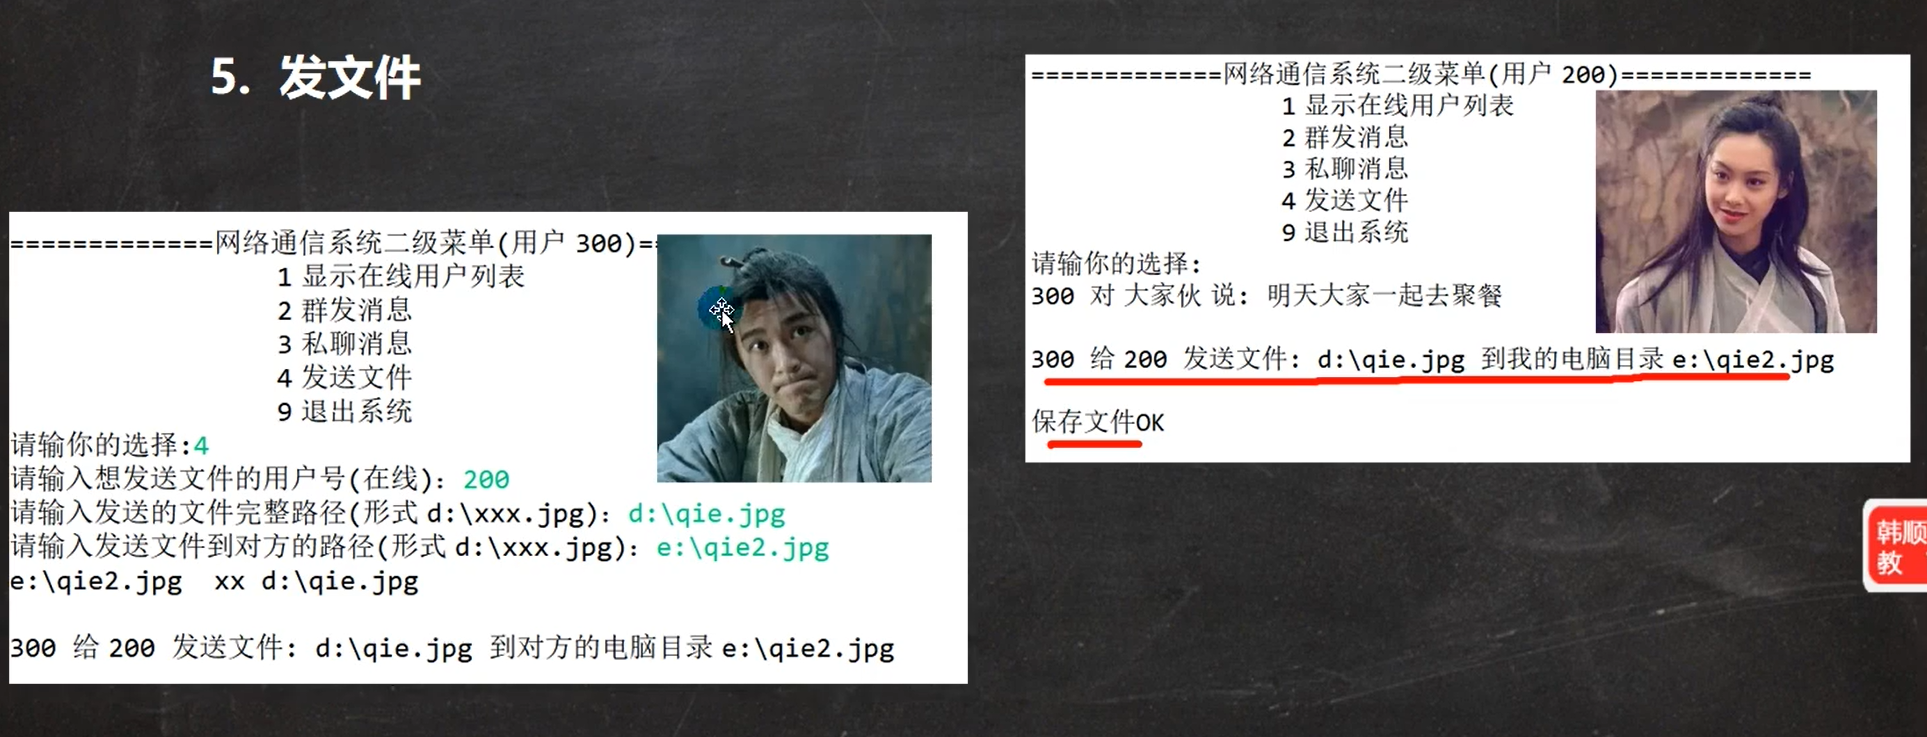 5. 发文件
=============网络通信系统二级菜单(用户 300)==
1 显示在线用户列表
2 群发消息
3 私聊消息
4 发送文件
9 退出系统
请输你的选择:4
请输入想发送文件的用户号(在线): 200
请输入发送的文件完整路径(形式 d:\xxx.jpg): d:\qie.jpg
请输入发送文件到对方的路径(形式 d:\xxx.jpg): e:\qie2.jpg
e:\qie2.jpg  xx d:\qie.jpg
300 给 200 发送文件: d:\qie.jpg 到对方的电脑目录 e:\qie2.jpg
=============网络通信系统二级菜单(用户 200)=============
1 显示在线用户列表
2 群发消息
3 私聊消息
4 发送文件
9 退出系统
请输你的选择:
300 对 大家伙 说: 明天大家一起去聚餐
300 给 200 发送文件: d:\qie.jpg 到我的电脑目录 e:\qie2.jpg
保存文件OK
韩顺
教